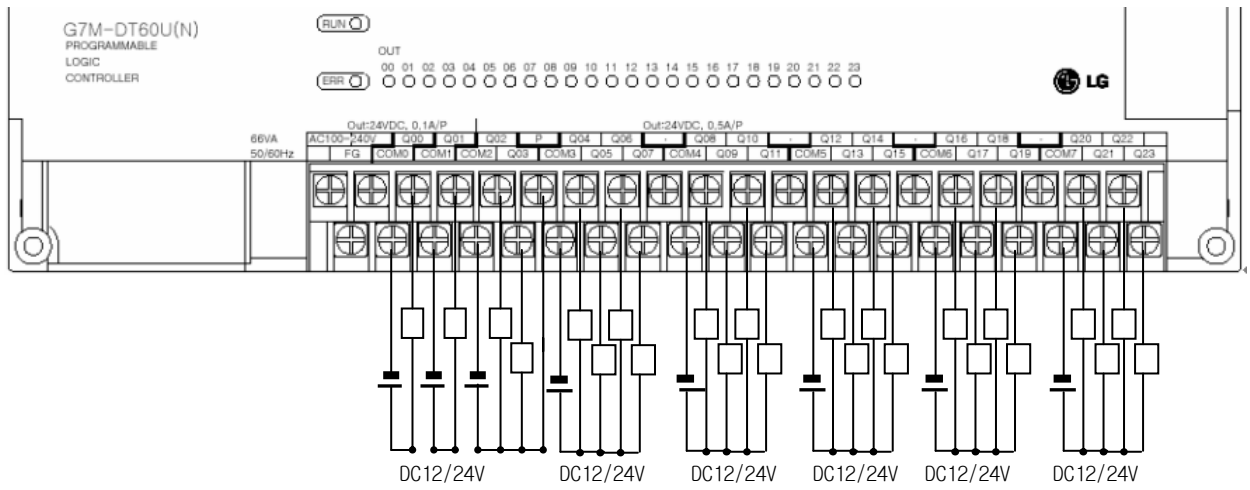 G7M-DT60U(N)
PROGRAMMABLE
LOGIC
CONTROLLER
RUN
ERR
OUT
00 01 02 03 04 05 06 07 08 09 10 11 12 13 14 15 16 17 18 19 20 21 22 23
LG
Out:24VDC, 0,1A/P
Out:24VDC, 0,5A/P
66VA
50/60Hz
AC100-240V Q00 Q01 Q02 P Q04 Q06 . Q08 Q10 . Q12 Q14 . Q16 Q18 . Q20 Q22
FG COM0 COM1 COM2 Q03 COM3 Q05 Q07 COM4 Q09 Q11 COM5 Q13 Q15 COM6 Q17 Q19 COM7 Q21 Q23
DC12/24V DC12/24V DC12/24V DC12/24V DC12/24V DC12/24V